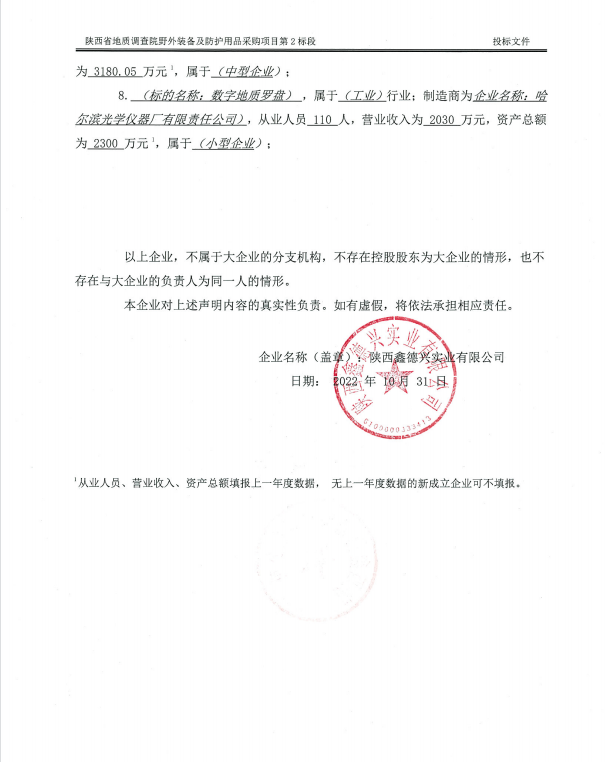 陕西省地质调查院野外装备及防护用品采购项目第2标段 投标文件
为 3180.05 万元¹，属于（中型企业）；
8. （标的名称：数字地质罗盘），属于（工业）行业；制造商为企业名称：哈
尔滨光学仪器厂有限责任公司），从业人员 110 人，营业收入为 2030 万元，资产总额
为 2300 万元¹，属于（小型企业）；
以上企业，不属于大企业的分支机构，不存在控股股东为大企业的情形，也不
存在与大企业的负责人为同一人的情形。
本企业对上述声明内容的真实性负责。如有虚假，将依法承担相应责任。
企业名称（盖章）：陕西鑫德兴实业有限公司
日期： 2022 年 10 月 31 日
陕西鑫德兴实业有限公司
¹从业人员、营业收入、资产总额填报上一年度数据， 无上一年度数据的新成立企业可不填报。